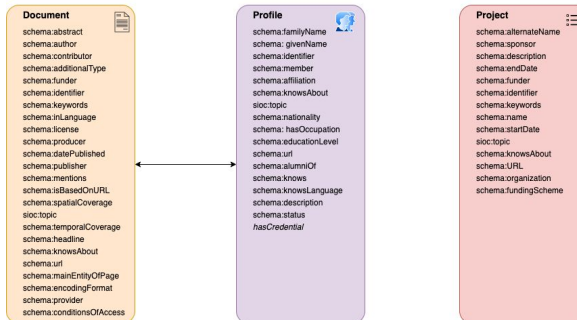 Document
schema:abstract
schema:author
schema:contributor
schema:additionalType
schema:funder
schema:identifier
schema:keywords
schema:inLanguage
schema:license
schema:producer
schema:datePublished
schema:publisher
schema:mentions
schema:isBasedOnURL
schema:spatialCoverage
sioc:topic
schema:temporalCoverage
schema:headline
schema:knowsAbout
schema:url
schema:mainEntityOfPage
schema:encodingFormat
schema:provider
schema:conditionsOfAccess
Profile
schema:familyName
schema: givenName
schema:identifier
schema:member
schema:affiliation
schema:knowsAbout
sioc:topic
schema:nationality
schema: hasOccupation
schema:educationLevel
schema:url
schema:alumniOf
schema:knows
schema:knowsLanguage
schema:description
schema:status
hasCredential
Project
schema:alternateName
schema:sponsor
schema:description
schema:endDate
schema:funder
schema:identifier
schema:keywords
schema:name
schema:startDate
sioc:topic
schema:knowsAbout
schema:URL
schema:organization
schema:fundingScheme